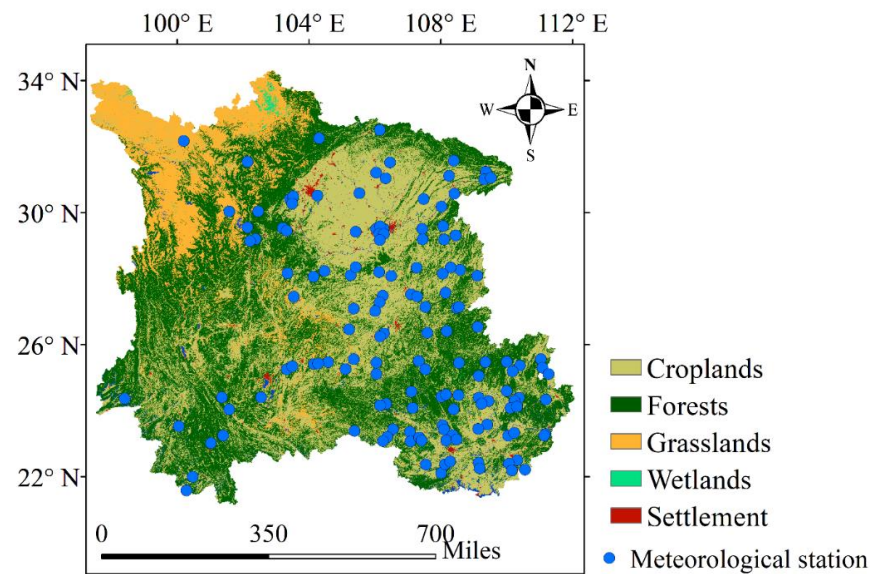 100° E 104° E 108° E 112° E
34° N
30° N
26° N
22° N
N
W E
S
Croplands
Forests
Grasslands
Wetlands
Settlement
Meteorological station
0 350 700
Miles